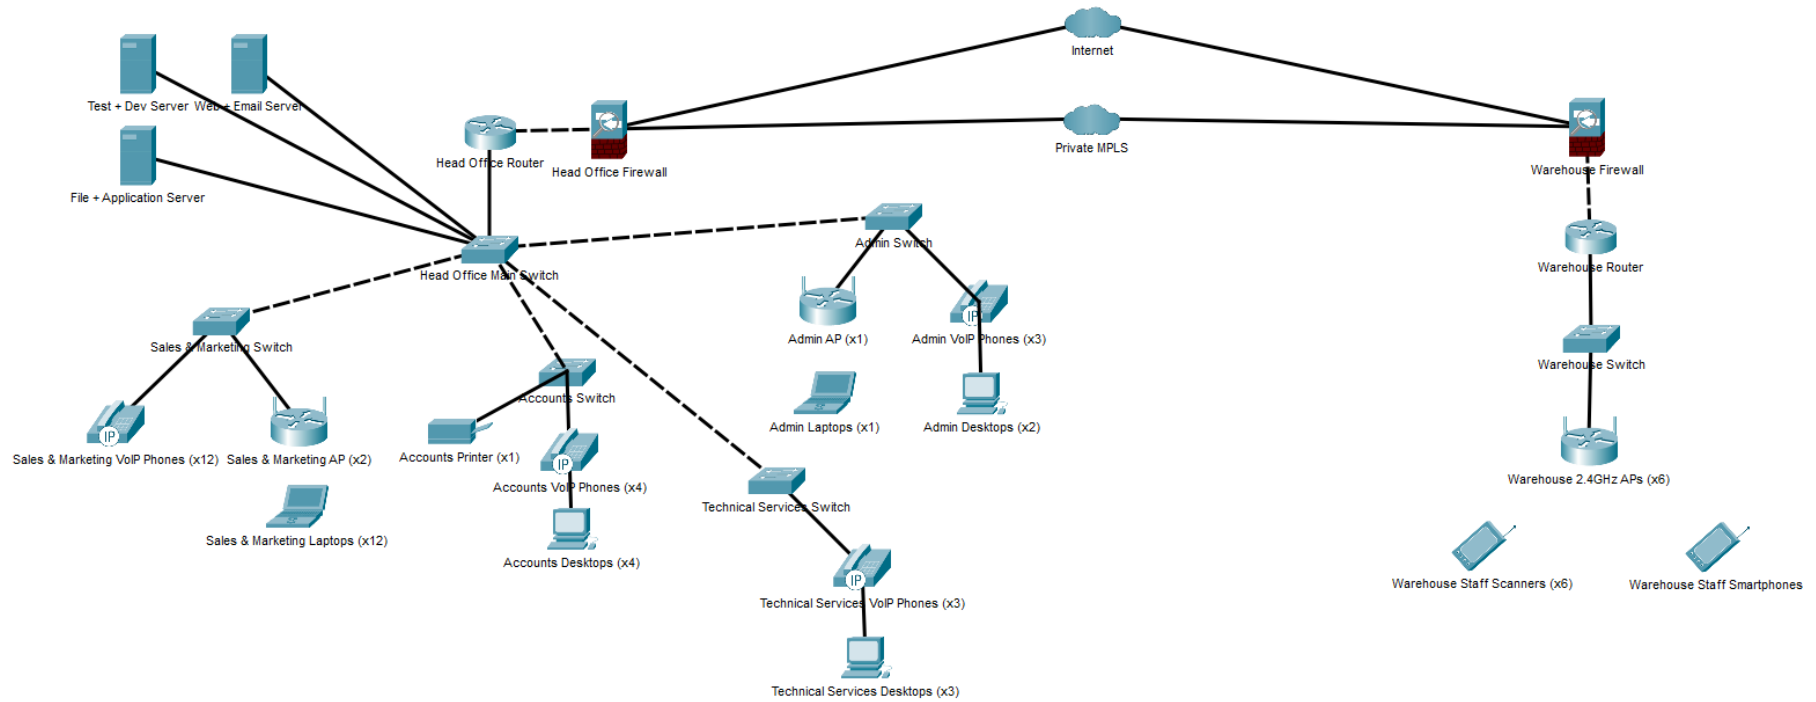 Internet
Test + Dev Server
Web + Email Server
Private MPLS
Head Office Router
Head Office Firewall
Warehouse Firewall
File + Application Server
Admin Switch
Head Office Main Switch
Warehouse Router
Sales & Marketing Switch
IP
Admin AP (x1)
Admin VoIP Phones (x3)
Warehouse Switch
Accounts Switch
Admin Laptops (x1)
Admin Desktops (x2)
IP
Sales & Marketing VoIP Phones (x12)
Sales & Marketing AP (x2)
Accounts Printer (x1)
IP
Accounts VoIP Phones (x4)
Warehouse 2.4GHz APs (x6)
Technical Services Switch
Sales & Marketing Laptops (x12)
Accounts Desktops (x4)
IP
Technical Services VoIP Phones (x3)
Warehouse Staff Scanners (x6)
Warehouse Staff Smartphones
Technical Services Desktops (x3)